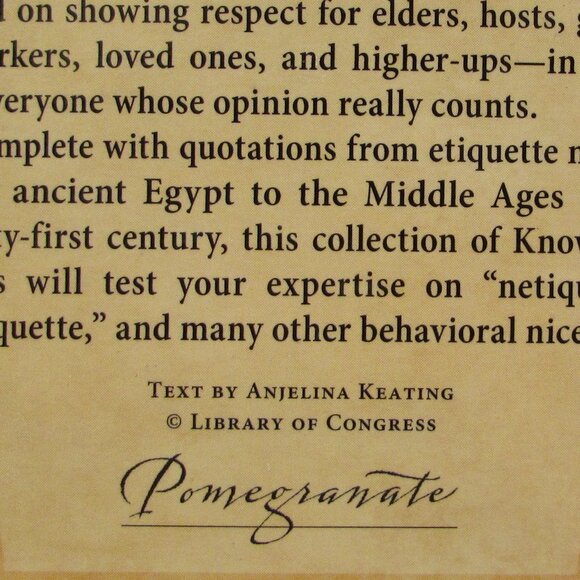 on showing respect for elders, hosts,
rkers, loved ones, and higher-ups—in
veryone whose opinion really counts.
mplete with quotations from etiquette
ancient Egypt to the Middle Ages
ty-first century, this collection of Know
s will test your expertise on “netiqu
quette,” and many other behavioral nice
Text by Anjelina Keating
© Library of Congress
Pomegranate